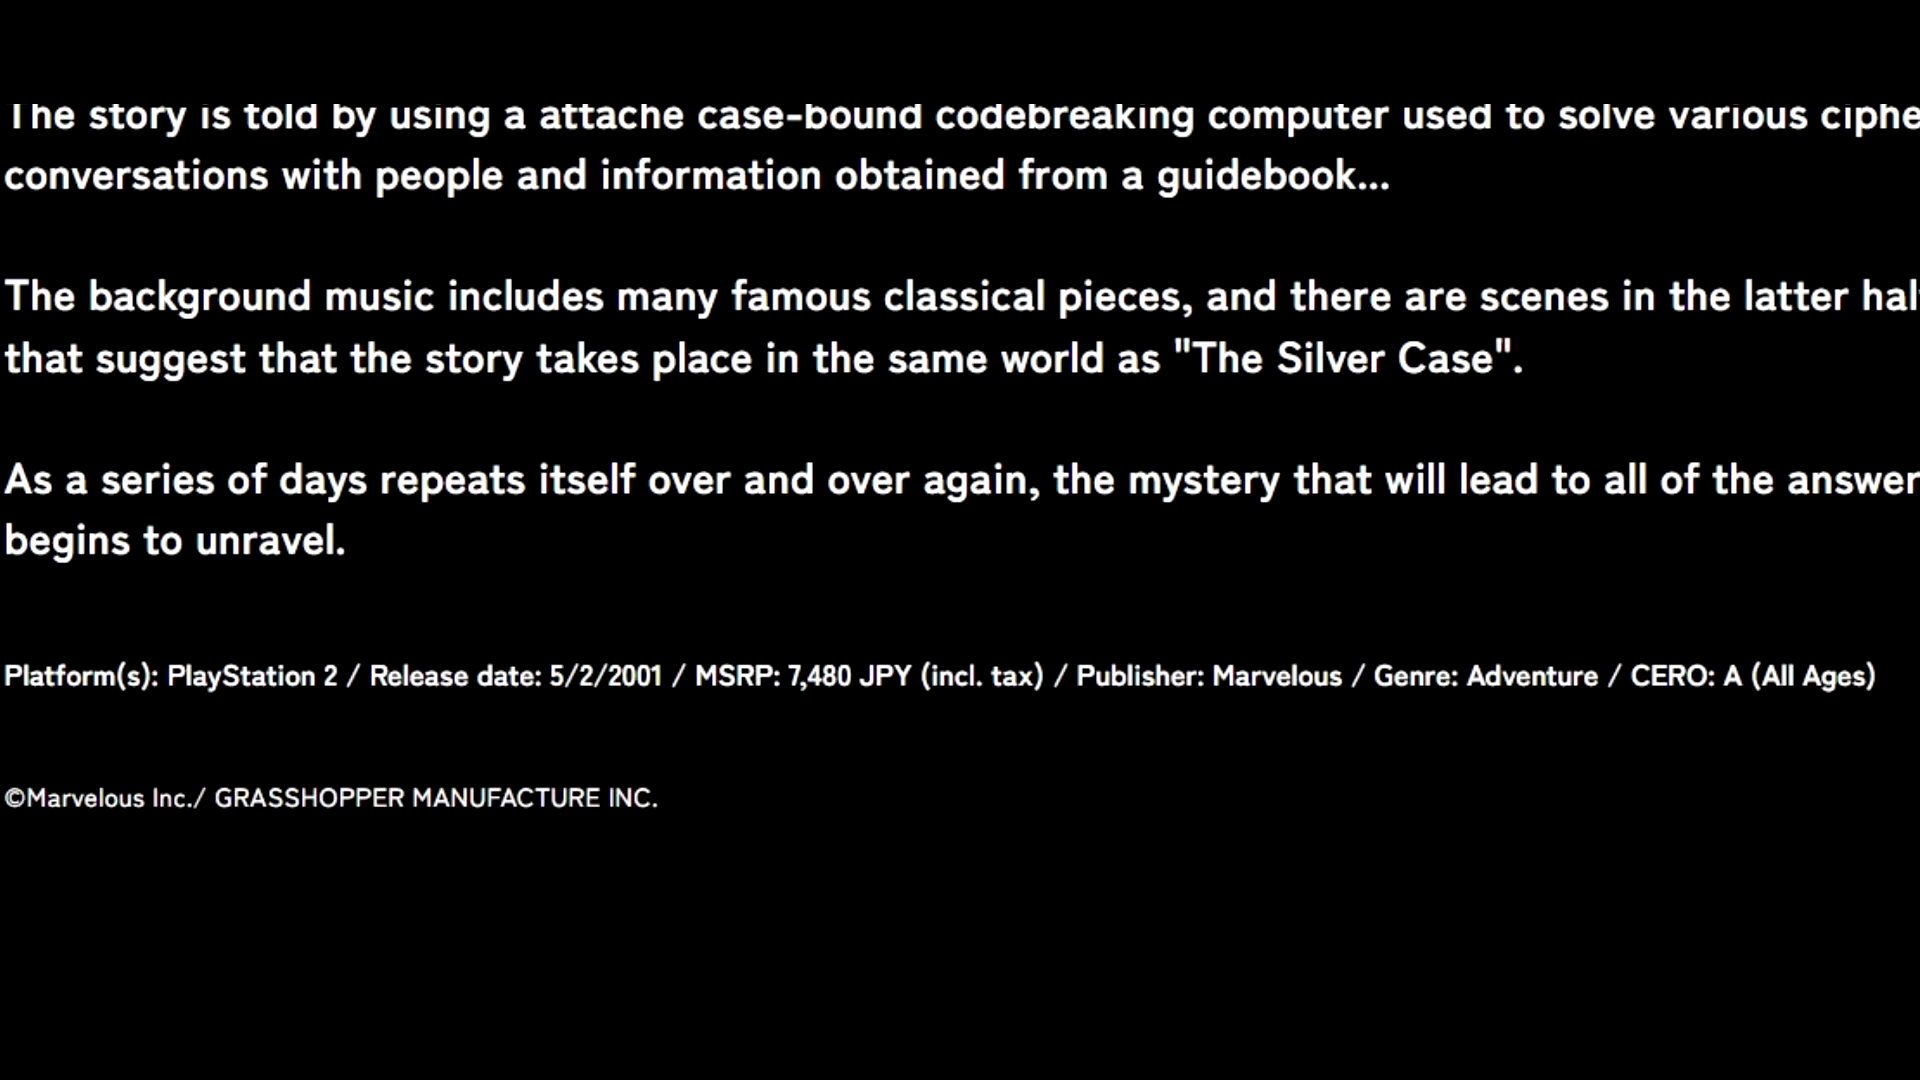 The story is told by using a attache case-bound codebreaking computer used to solve various
conversations with people and information obtained from a guidebook...
The background music includes many famous classical pieces, and there are scenes in the latter
that suggest that the story takes place in the same world as "The Silver Case".
As a series of days repeats itself over and over again, the mystery that will lead to all of the answer
begins to unravel.
Platform(s): PlayStation 2 / Release date: 5/2/2001 / MSRP: 7,480 JPY (incl. tax) / Publisher: Marvelous / Genre: Adventure / CERO: A (All Ages)
©Marvelous Inc./ GRASSHOPPER MANUFACTURE INC.